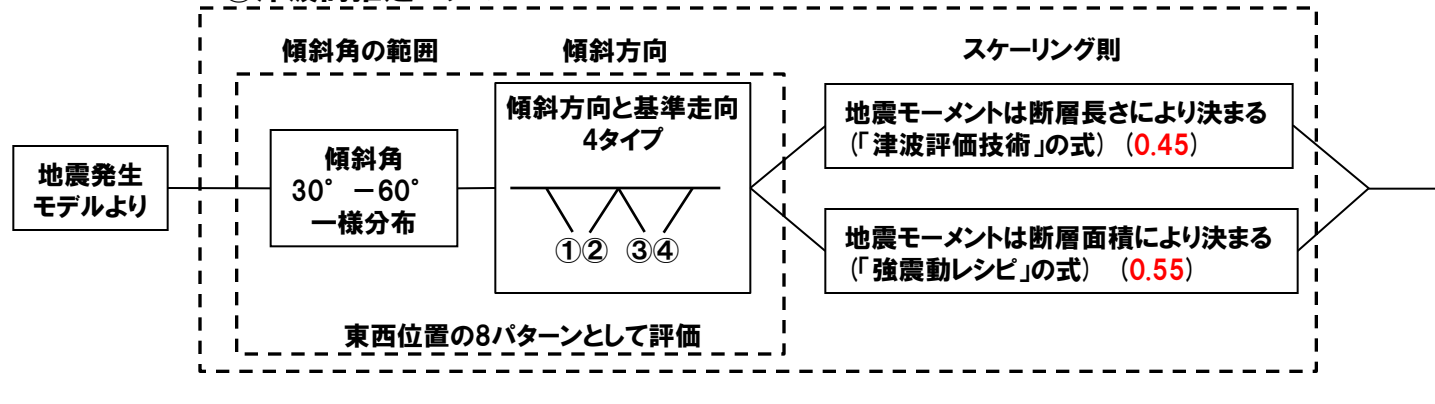 傾斜角の範囲
傾斜方向
スケーリング則
地震発生
モデルより
傾斜角
30°－60°
一様分布
傾斜方向と基準走向
4タイプ
①② ③④
地震モーメントは断層長さにより決まる
(「津波評価技術」の式) (0.45)
地震モーメントは断層面積により決まる
(「強震動レシピ」の式) (0.55)
東西位置の8パターンとして評価